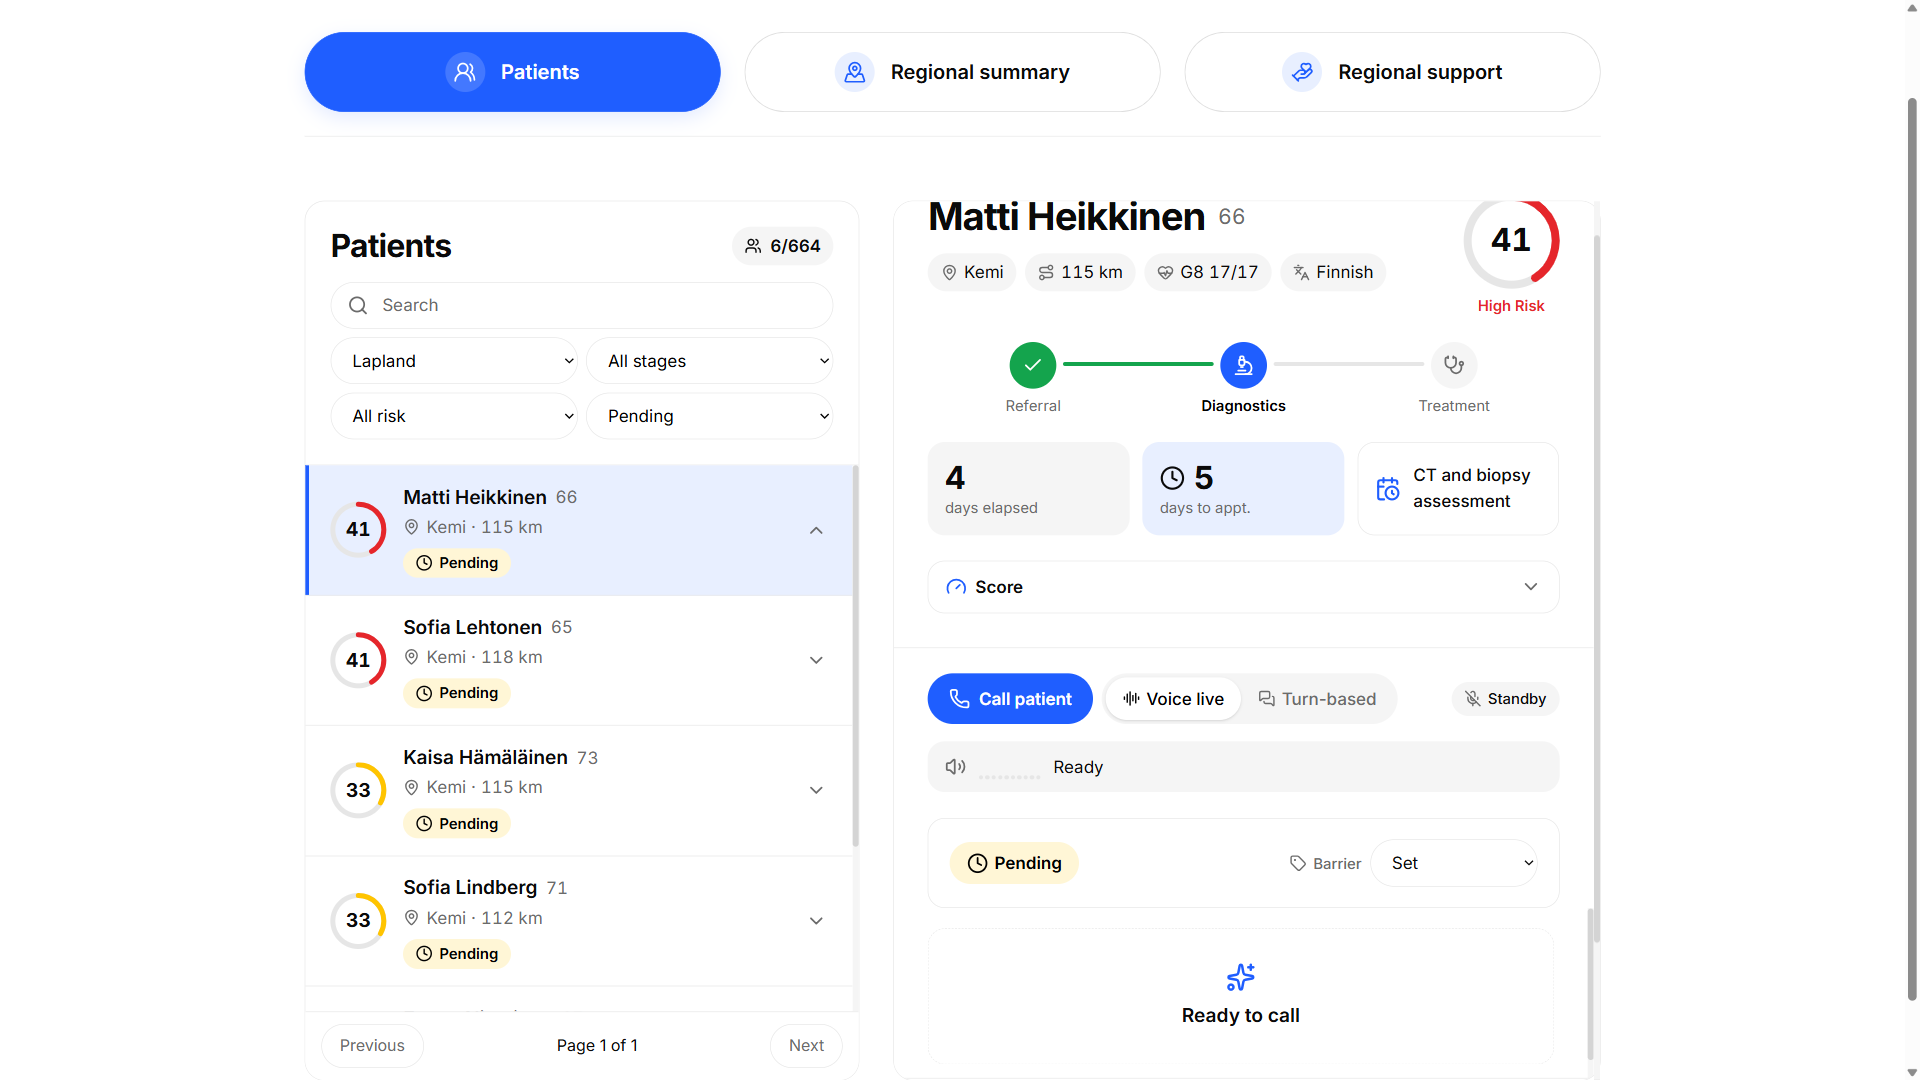 Patients
Regional summary
Regional support
Patients
6/664
Search
Lapland
All stages
All risk
Pending
41
Matti Heikkinen 66
Kemi · 115 km
Pending
41
Sofia Lehtonen 65
Kemi · 118 km
Pending
33
Kaisa Hämäläinen 73
Kemi · 115 km
Pending
33
Sofia Lindberg 71
Kemi · 112 km
Pending
Previous
Page 1 of 1
Next
Matti Heikkinen 66
Kemi
115 km
G8 17/17
Finnish
41
High Risk
Referral
Diagnostics
Treatment
4
days elapsed
5
days to appt.
CT and biopsy
assessment
Score
Call patient
Voice live
Turn-based
Standby
Ready
Pending
Barrier
Set
Ready to call